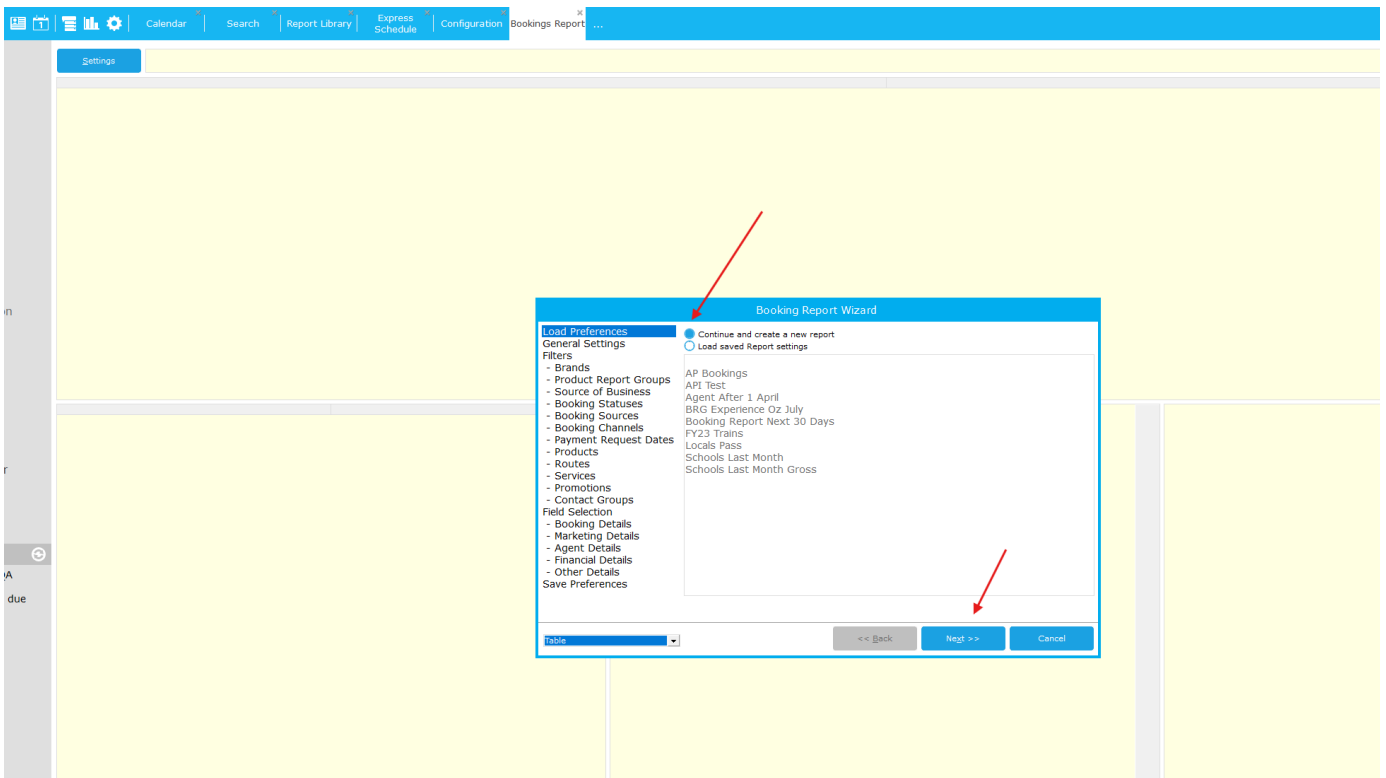 Calendar
Search
Report Library
Express
Schedule
Configuration
Bookings Report
...
Settings
Booking Report Wizard
Load Preferences
General Settings
Filters
- Brands
- Product Report Groups
- Source of Business
- Booking Statuses
- Booking Sources
- Booking Channels
- Payment Request Dates
- Products
- Routes
- Services
- Promotions
- Contact Groups
Field Selection
- Booking Details
- Marketing Details
- Agent Details
- Financial Details
- Other Details
Save Preferences
Continue and create a new report
Load saved Report settings
AP Bookings
API Test
Agent After 1 April
BRG Experience Oz July
Booking Report Next 30 Days
FY23 Trains
Locals Pass
Schools Last Month
Schools Last Month Gross
Table
<< Back
Next >>
Cancel
on
r
QA
due